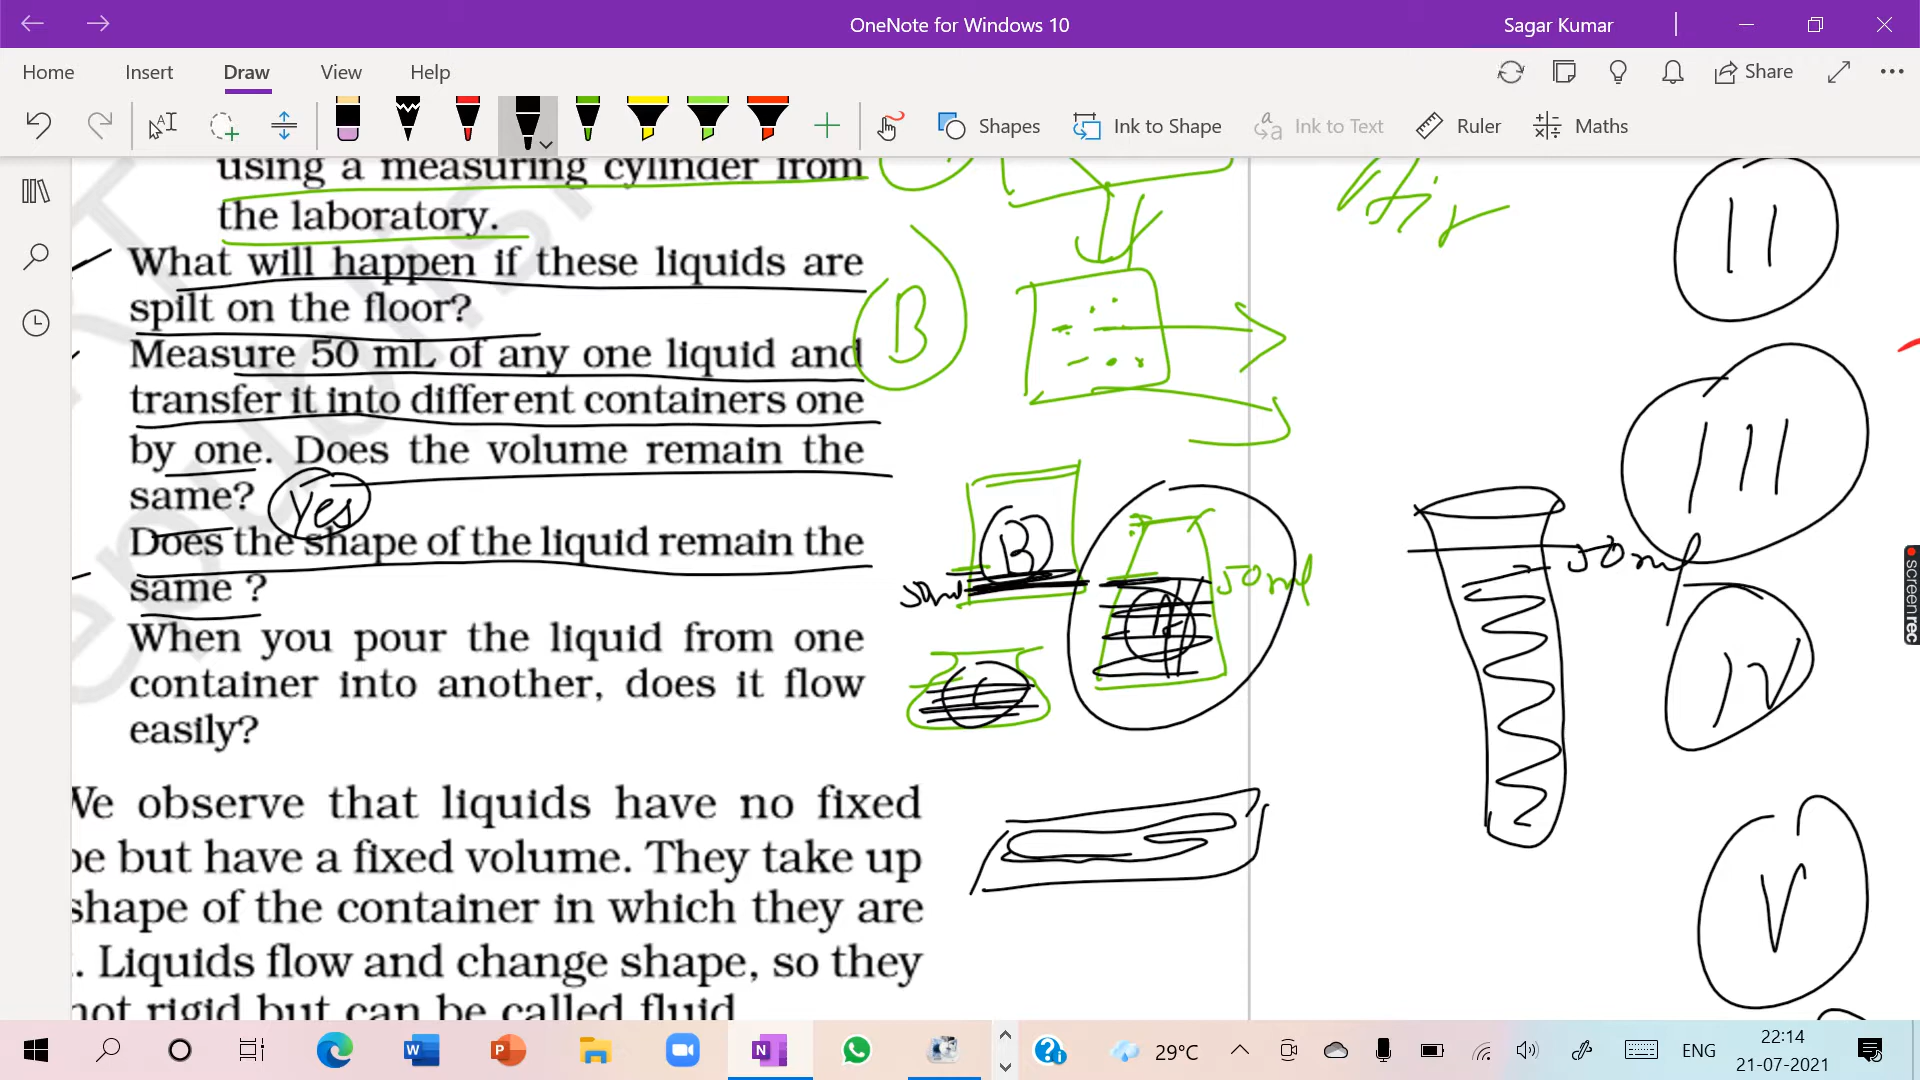 OneNote for Windows 10
Sagar Kumar
Home Insert Draw View Help
Share
Shapes Ink to Shape Ink to Text Ruler Maths
using a measuring cylinder from
the laboratory.
What will happen if these liquids are
spilt on the floor?
Measure 50 mL of any one liquid and
transfer it into different containers one
by one. Does the volume remain the
same? Yes
Does the shape of the liquid remain the
same ?
When you pour the liquid from one
container into another, does it flow
easily?
We observe that liquids have no fixed
pe but have a fixed volume. They take up
shape of the container in which they are
. Liquids flow and change shape, so they
not rigid but can be called fluid.
B
B
50ml
50ml
C
50ml
II
III
IV
V
screenrec
29°C
ENG
22:14
21-07-2021